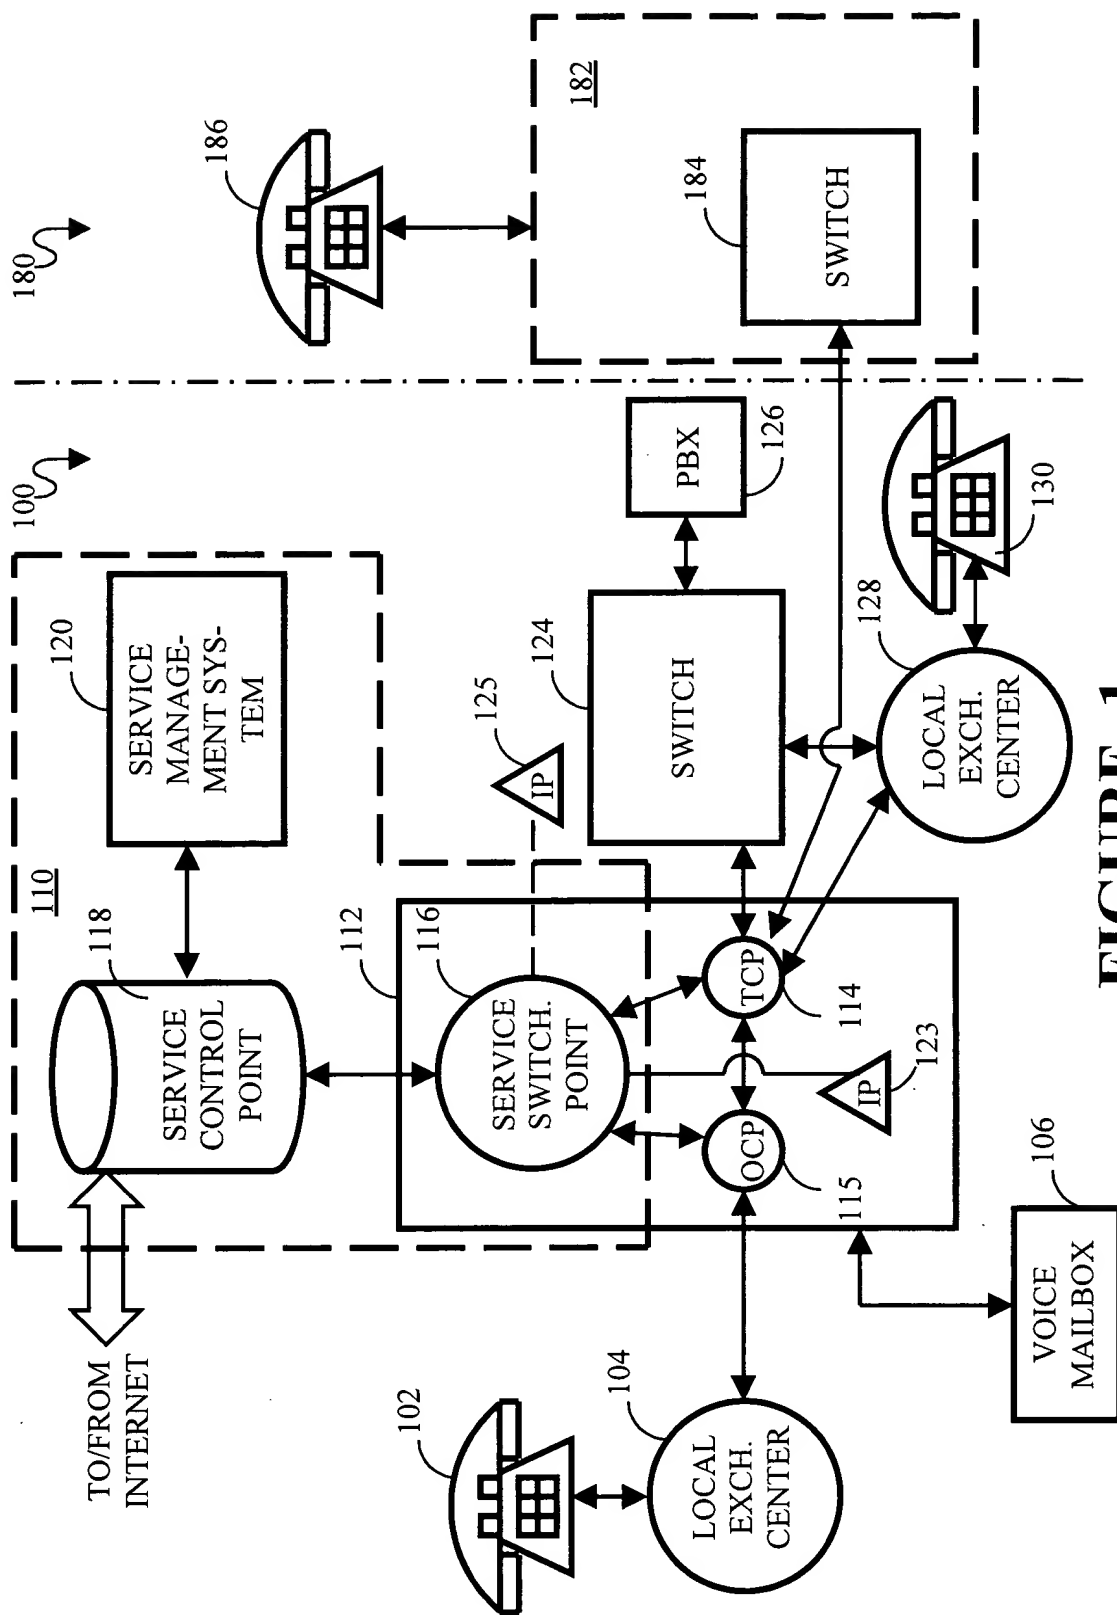 100
180
TO/FROM
INTERNET
110
118
SERVICE
CONTROL
POINT
120
SERVICE
MANAGE-
MENT SYS-
TEM
186
182
184
SWITCH
112
116
SERVICE
SWITCH.
POINT
125
IP
124
SWITCH
PBX
126
102
104
LOCAL
EXCH.
CENTER
OCP
115
TCP
114
IP
123
128
LOCAL
EXCH.
CENTER
130
106
VOICE
MAILBOX
FIGURE 1